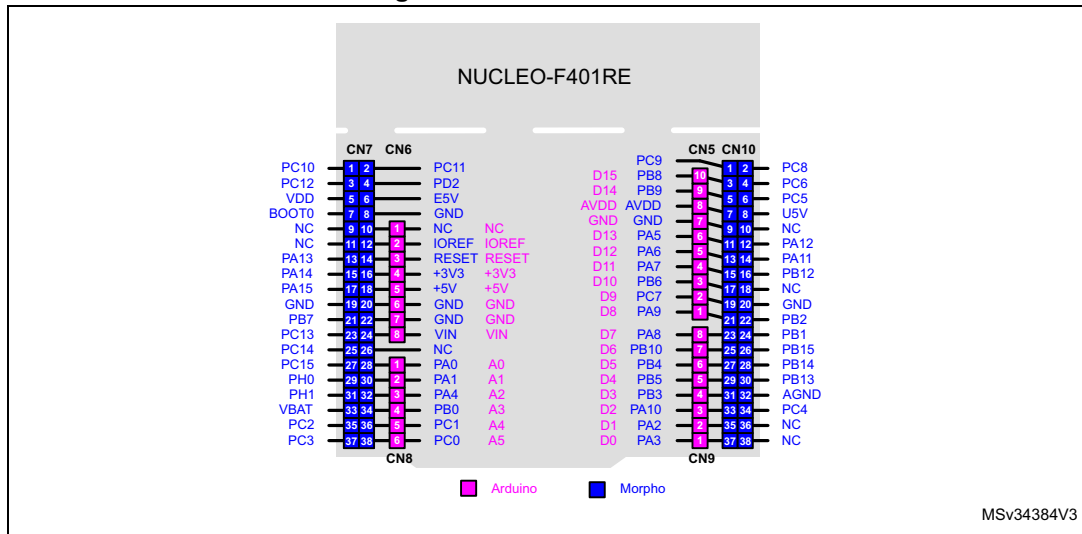 NUCLEO-F401RE
CN7 CN6 CN5 CN10
PC9
PC10 1 2 PC11 1 2 PC8
PC12 3 4 PD2 D15 PB8 10 3 4 PC6
VDD 5 6 E5V D14 PB9 9 5 6 PC5
BOOT0 7 8 GND AVDD AVDD 8 7 8 U5V
NC 9 10 1 NC NC GND GND 7 9 10 NC
NC 11 12 2 IOREF IOREF D13 PA5 6 11 12 PA12
PA13 13 14 3 RESET RESET D12 PA6 5 13 14 PA11
PA14 15 16 4 +3V3 +3V3 D11 PA7 4 15 16 PB12
PA15 17 18 5 +5V +5V D10 PB6 3 17 18 NC
GND 19 20 6 GND GND D9 PC7 2 19 20 GND
PB7 21 22 7 GND GND D8 PA9 1 21 22 PB2
PC13 23 24 8 VIN VIN D7 PA8 8 23 24 PB1
PC14 25 26 NC D6 PB10 7 25 26 PB15
PC15 27 28 1 PA0 A0 D5 PB4 6 27 28 PB14
PH0 29 30 2 PA1 A1 D4 PB5 5 29 30 PB13
PH1 31 32 3 PA4 A2 D3 PB3 4 31 32 AGND
VBAT 33 34 4 PB0 A3 D2 PA10 3 33 34 PC4
PC2 35 36 5 PC1 A4 D1 PA2 2 35 36 NC
PC3 37 38 6 PC0 A5 D0 PA3 1 37 38 NC
CN8 CN9
Arduino Morpho
MSv34384V3